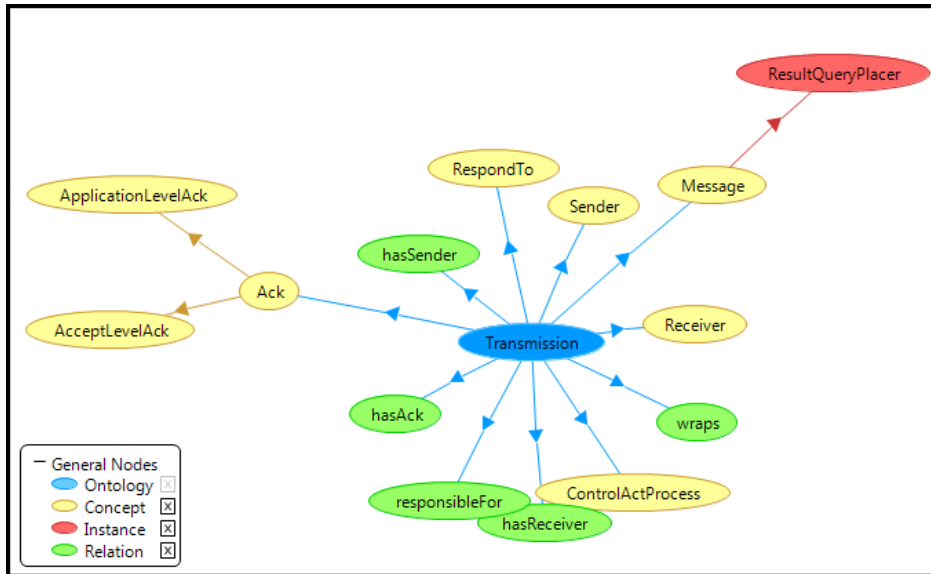 ResultQueryPlacer
RespondTo
Message
ApplicationLevelAck
Sender
hasSender
Ack
Receiver
AcceptLevelAck
Transmission
hasAck
wraps
General Nodes
Ontology
Concept
Instance
Relation
responsibleFor
ControlActProcess
hasReceiver